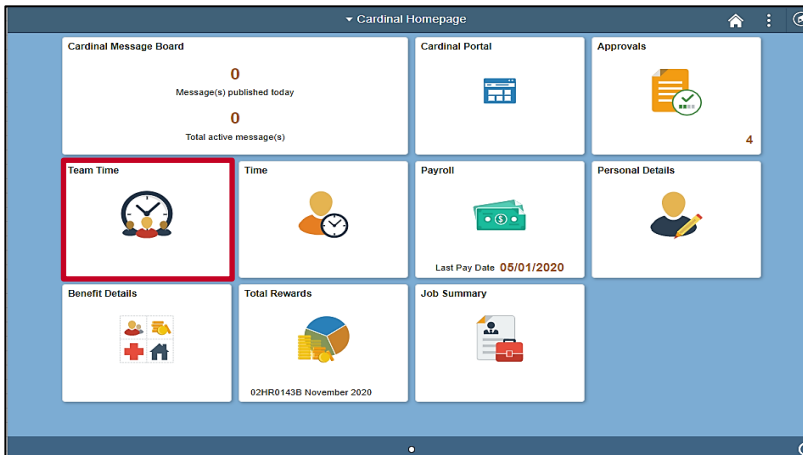 Cardinal Homepage
Cardinal Message Board
0
Message(s) published today
0
Total active message(s)
Cardinal Portal
Approvals
4
Team Time
Time
Payroll
Last Pay Date 05/01/2020
Personal Details
Benefit Details
Total Rewards
02HR0143B November 2020
Job Summary